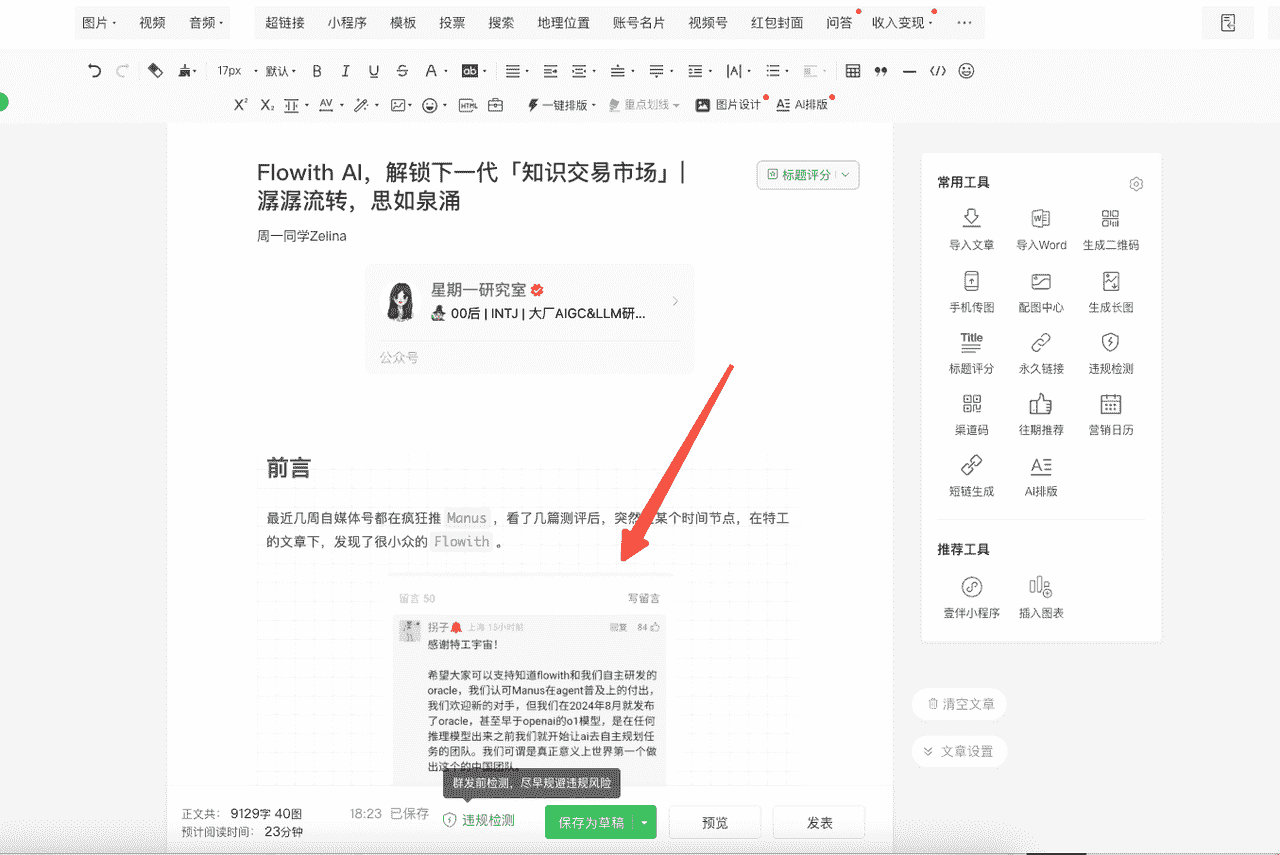 图片 视频 音频 超链接 小程序 模板 投票 搜索 地理位置 账号名片 视频号 红包封面 问答 收入变现 ...
17px 默认 B I U S A ab |A|
X² X₂ 开 AV HTML 一键排版 重点划线 图片设计 AI排版
Flowith AI，解锁下一代「知识交易市场」|
潺潺流转，思如泉涌
标题评分
周一同学Zelina
星期一研究室
00后 | INTJ | 大厂AIGC&LLM研...
公众号
前言
最近几周自媒体号都在疯狂推 Manus ，看了几篇测评后，突然 某个时间节点，在特工
的文章下，发现了很小众的 Flowith 。
留言 50 写留言
拐子 上海 15小时前 回复 84
感谢特工宇宙！
希望大家可以支持知道flowith和我们自主研发的
oracle，我们认可Manus在agent普及上的付出，
我们欢迎新的对手，但我们在2024年8月就发布
了oracle，甚至早于openai的o1模型，是在任何
推理模型出来之前我们就开始让ai去自主规划任
务的团队。我们可谓是真正意义上世界第一个做
出这个的中国团队。
群发前检测，尽早规避违规风险
正文共： 9129字 40图
预计阅读时间： 23分钟
18:23 已保存
违规检测
保存为草稿
预览
发表
常用工具
导入文章 导入Word 生成二维码
手机传图 配图中心 生成长图
Title
标题评分 永久链接 违规检测
渠道码 往期推荐 营销日历
短链生成 AI排版
推荐工具
壹伴小程序 插入图表
清空文章
文章设置